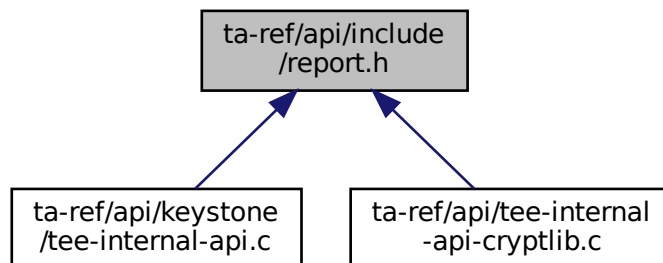 ta-ref/api/include
/report.h
ta-ref/api/keystone
/tee-internal-api.c
ta-ref/api/tee-internal
-api-cryptlib.c